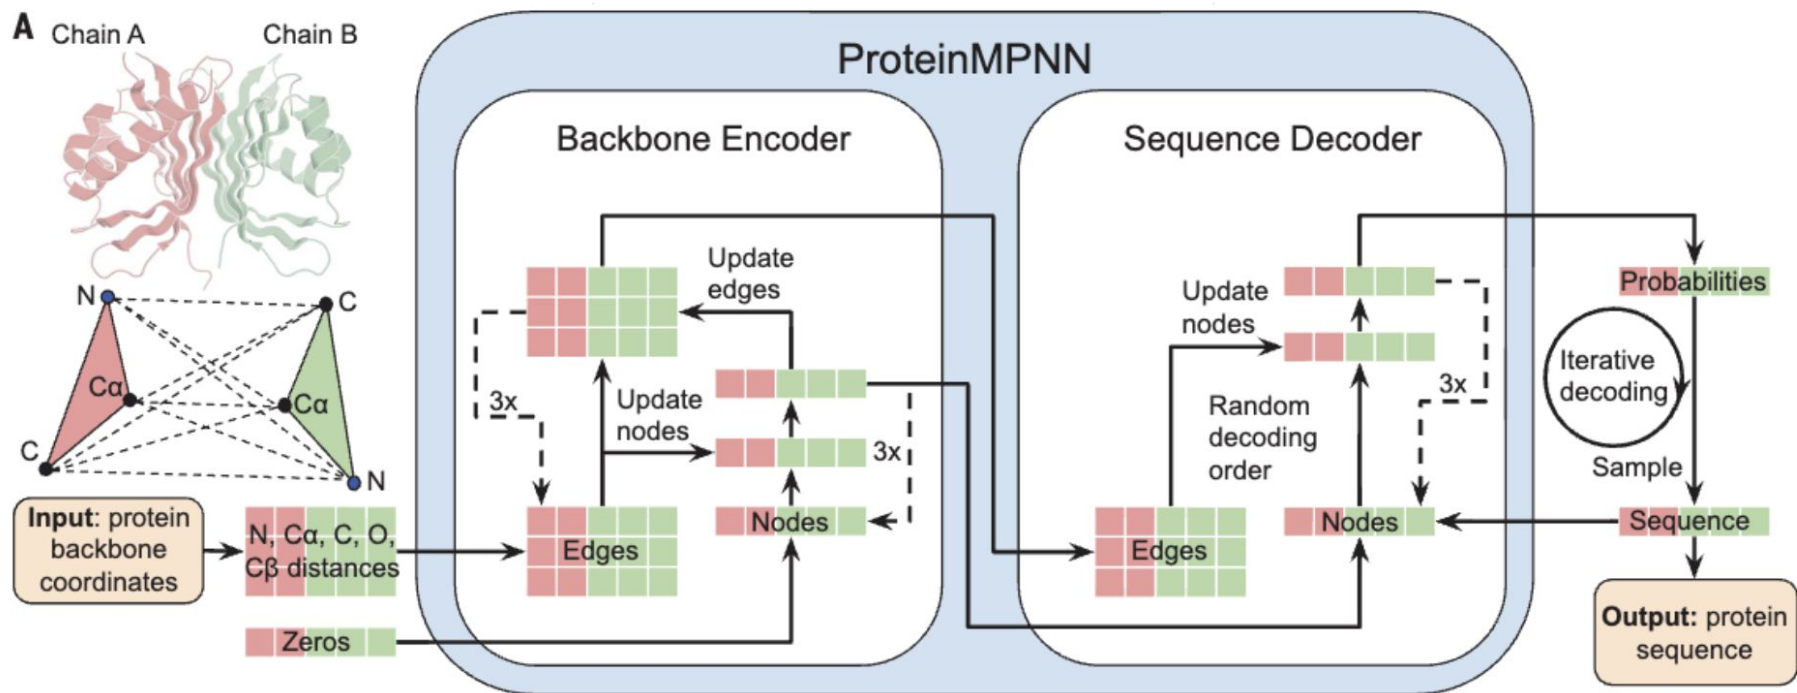 A
Chain A
Chain B
N
C
Cα
Cα
C
N
Input: protein
backbone
coordinates
N, Cα, C, O,
Cβ distances
Zeros
ProteinMPNN
Backbone Encoder
Update
edges
3x
Update
nodes
3x
Edges
Nodes
Sequence Decoder
Update
nodes
Random
decoding
order
3x
Edges
Nodes
Probabilities
Iterative
decoding
Sample
Sequence
Output: protein
sequence